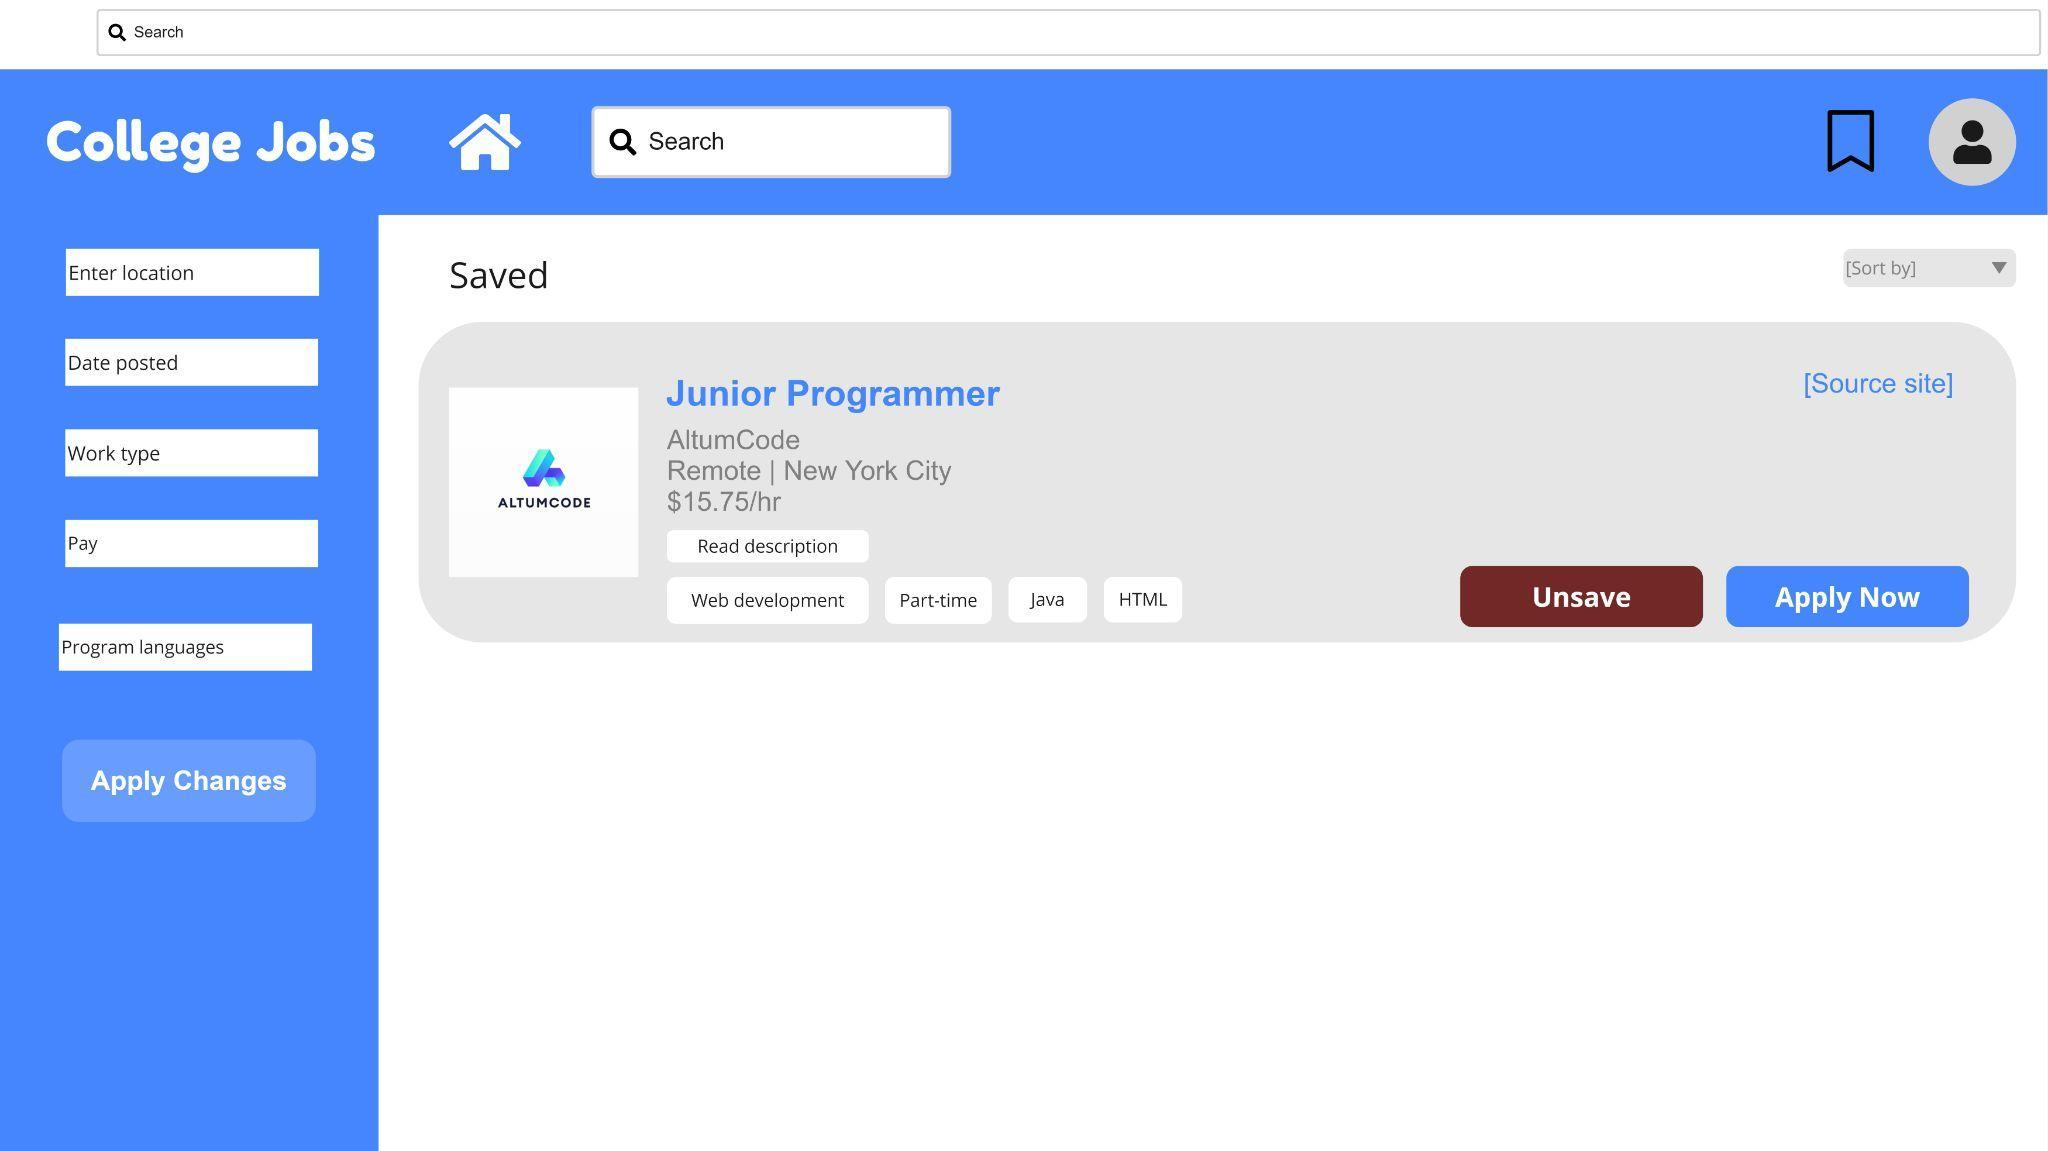 Search
College Jobs
Search
Enter location
Date posted
Work type
Pay
Program languages
Apply Changes
Saved
[Sort by]
ALTUMCODE
Junior Programmer
[Source site]
AltumCode
Remote | New York City
$15.75/hr
Read description
Web development Part-time Java HTML
Unsave Apply Now